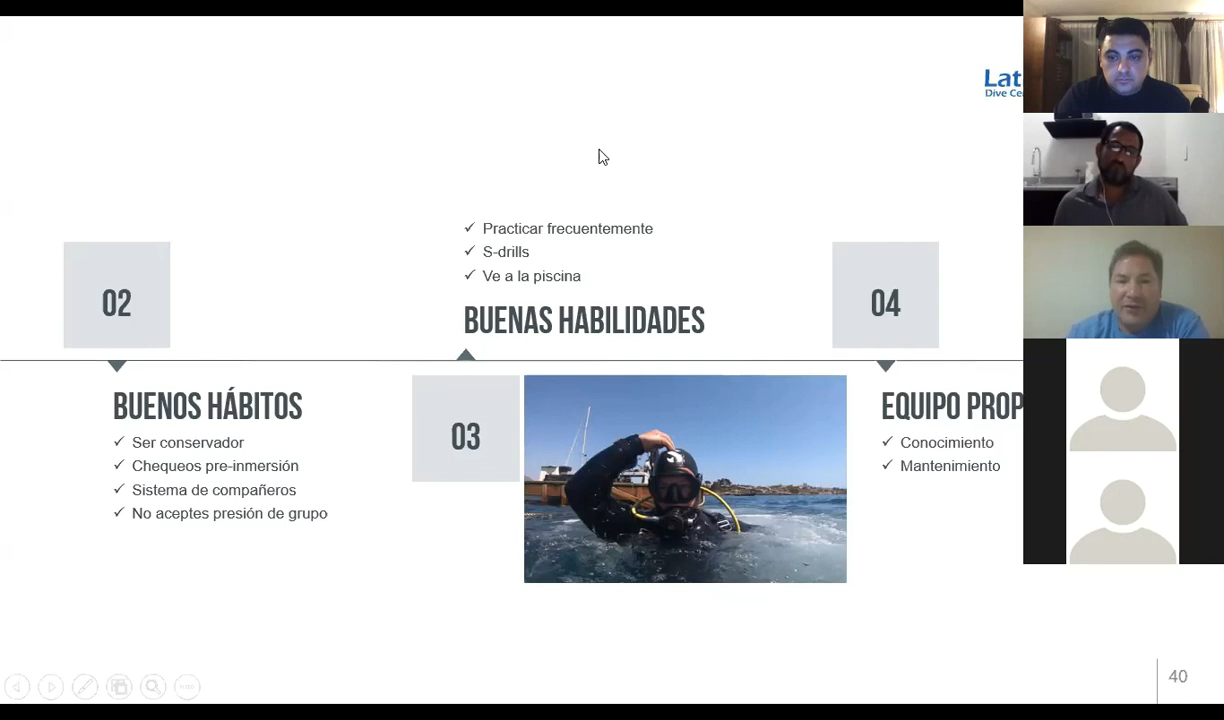 Lat
Dive Ce
02
BUENOS HÁBITOS
✓ Ser conservador
✓ Chequeos pre-inmersión
✓ Sistema de compañeros
✓ No aceptes presión de grupo
✓ Practicar frecuentemente
✓ S-drills
✓ Ve a la piscina
BUENAS HABILIDADES
03
04
EQUIPO PROP
✓ Conocimiento
✓ Mantenimiento
40